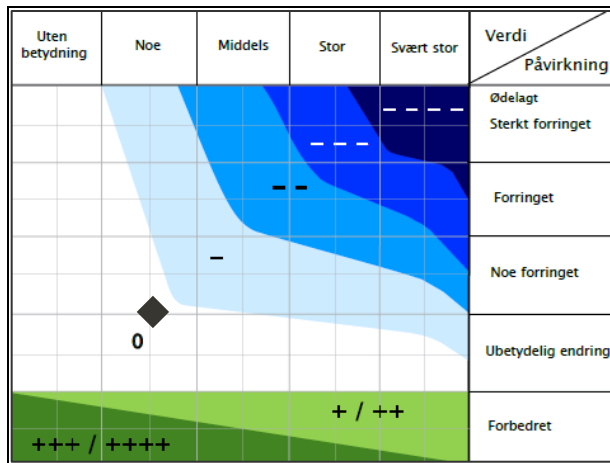 Uten
betydning
Noe
Middels
Stor
Svært stor
Verdi
Påvirkning
Ødelagt
Sterkt forringet
Forringet
Noe forringet
Ubetydelig endring
Forbedret
− − − −
− − −
− −
−
0
+ / ++
+++ / ++++